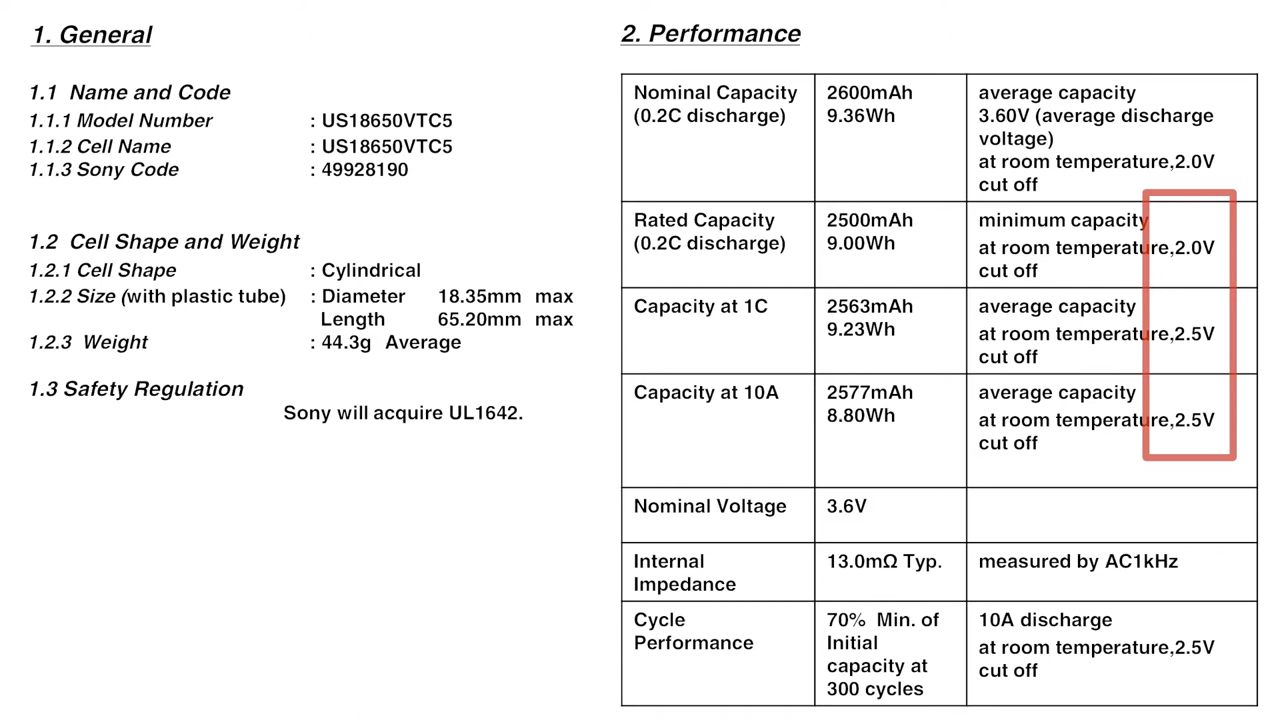 1. General
1.1 Name and Code
1.1.1 Model Number : US18650VTC5
1.1.2 Cell Name : US18650VTC5
1.1.3 Sony Code : 49928190
1.2 Cell Shape and Weight
1.2.1 Cell Shape : Cylindrical
1.2.2 Size (with plastic tube) : Diameter 18.35mm max
Length 65.20mm max
1.2.3 Weight : 44.3g Average
1.3 Safety Regulation
Sony will acquire UL1642.
2. Performance
Nominal Capacity
(0.2C discharge)
2600mAh
9.36Wh
average capacity
3.60V (average discharge
voltage)
at room temperature,2.0V
cut off
Rated Capacity
(0.2C discharge)
2500mAh
9.00Wh
minimum capacity
at room temperature,2.0V
cut off
Capacity at 1C
2563mAh
9.23Wh
average capacity
at room temperature,2.5V
cut off
Capacity at 10A
2577mAh
8.80Wh
average capacity
at room temperature,2.5V
cut off
Nominal Voltage
3.6V
Internal
Impedance
13.0mΩ Typ.
measured by AC1kHz
Cycle
Performance
70% Min. of
Initial
capacity at
300 cycles
10A discharge
at room temperature,2.5V
cut off